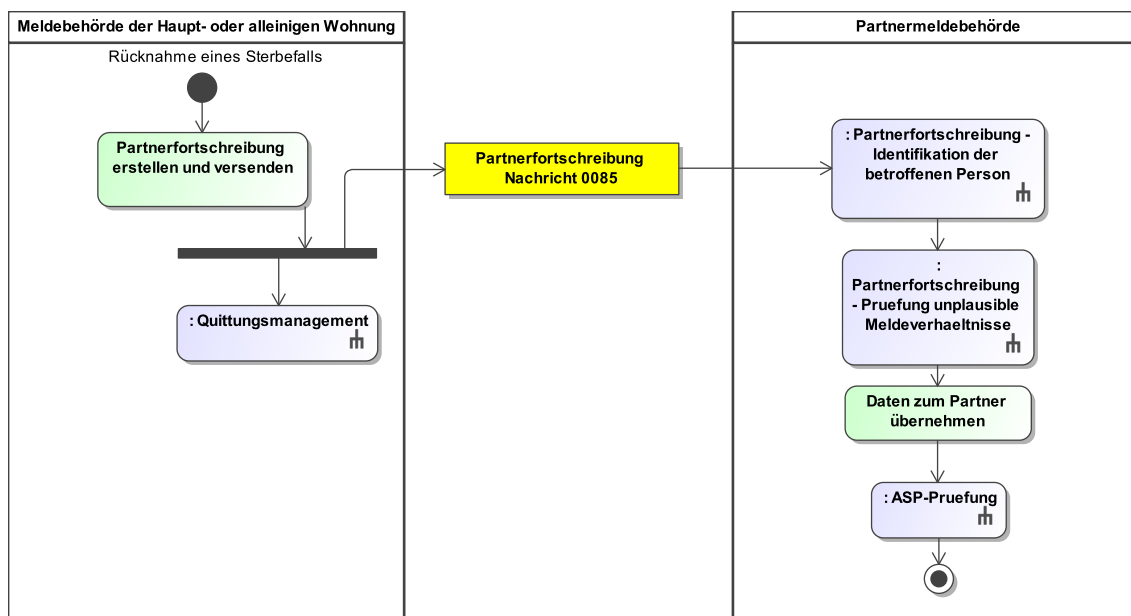 Meldebehörde der Haupt- oder alleinigen Wohnung
Rücknahme eines Sterbefalls
Partnerfortschreibung
erstellen und versenden
: Quittungsmanagement
Partnerfortschreibung
Nachricht 0085
Partnermeldebehörde
: Partnerfortschreibung -
Identifikation der
betroffenen Person
:
Partnerfortschreibung
- Pruefung unplausible
Meldeverhaeltnisse
Daten zum Partner
übernehmen
: ASP-Pruefung